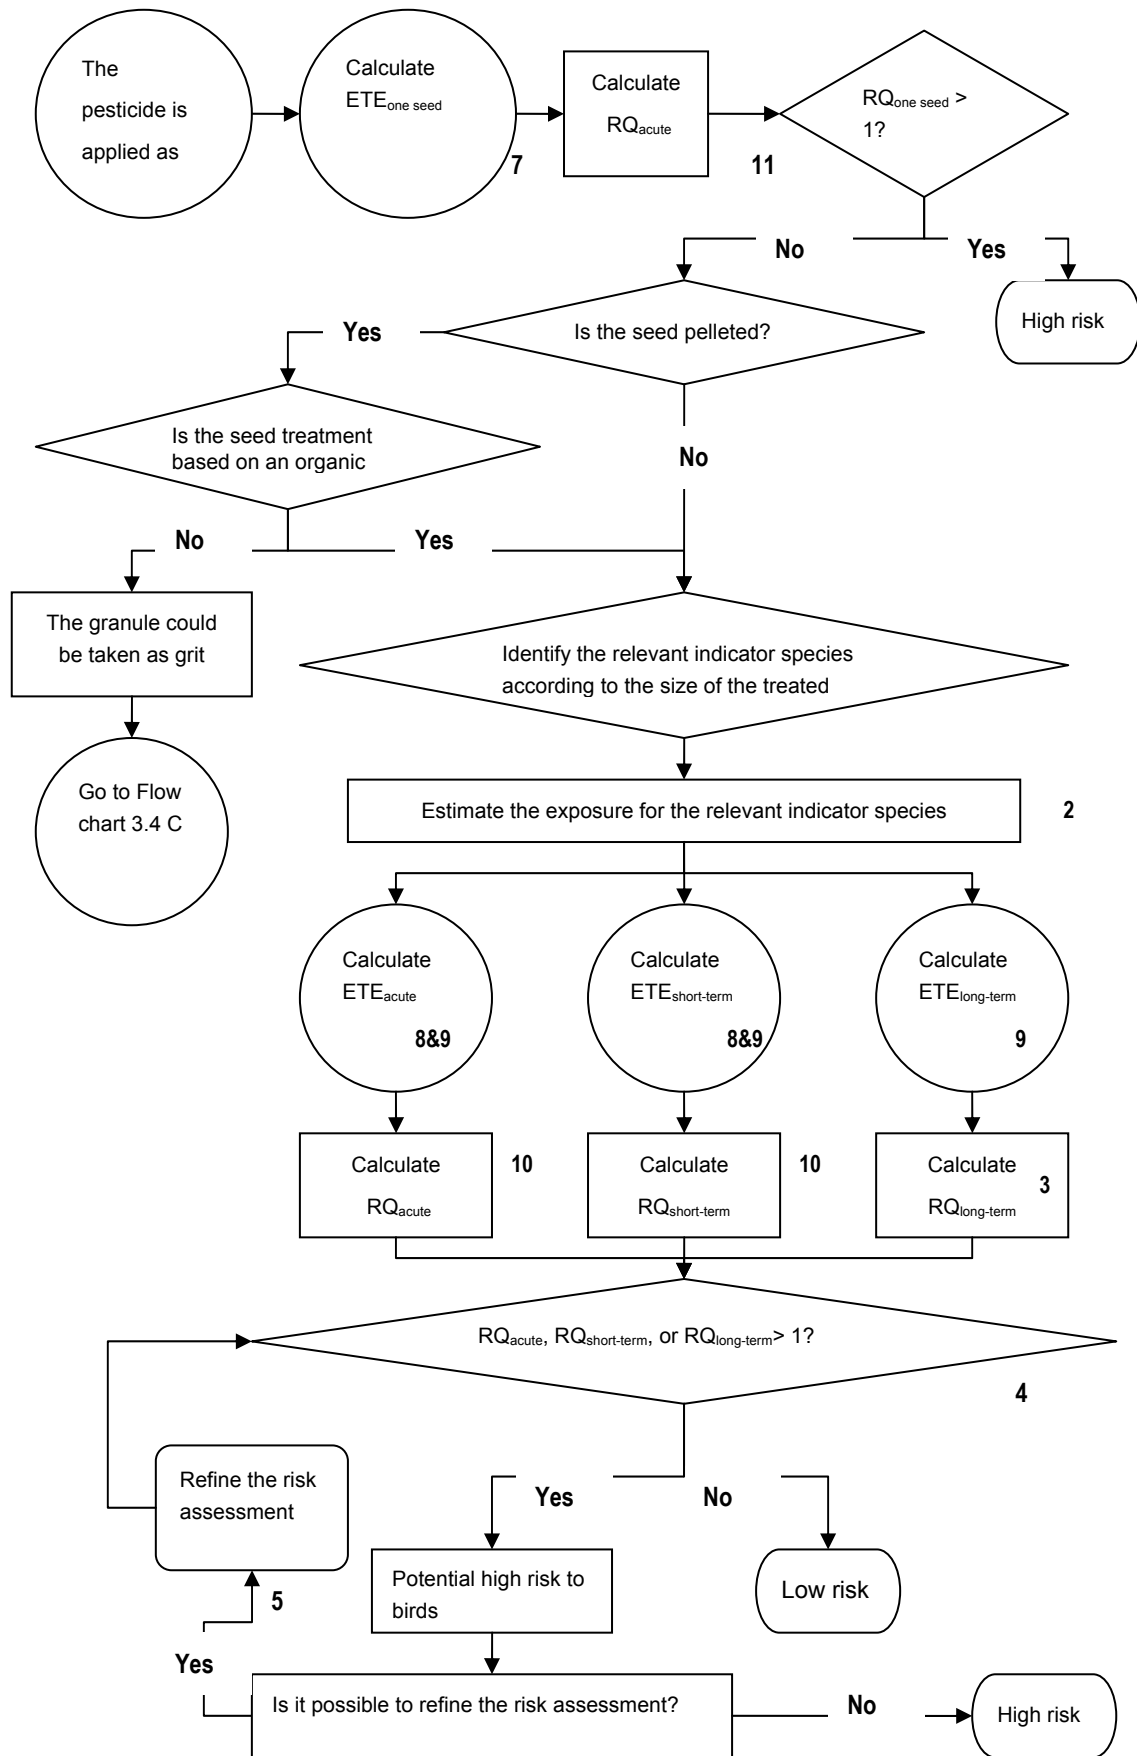 The
pesticide is
applied as
Calculate
ETEone seed
7
Calculate
RQacute
11
RQone seed >
1?
No
Yes
High risk
Is the seed pelleted?
Yes
No
Is the seed treatment
based on an organic
No
Yes
The granule could
be taken as grit
Go to Flow
chart 3.4 C
Identify the relevant indicator species
according to the size of the treated
Estimate the exposure for the relevant indicator species
2
Calculate
ETEacute
8&9
Calculate
ETEshort-term
8&9
Calculate
ETElong-term
9
Calculate
RQacute
10
Calculate
RQshort-term
10
Calculate
RQlong-term
3
RQacute, RQshort-term, or RQlong-term> 1?
4
Refine the risk
assessment
5
Yes
No
Potential high risk to
birds
Low risk
Yes
Is it possible to refine the risk assessment?
No
High risk